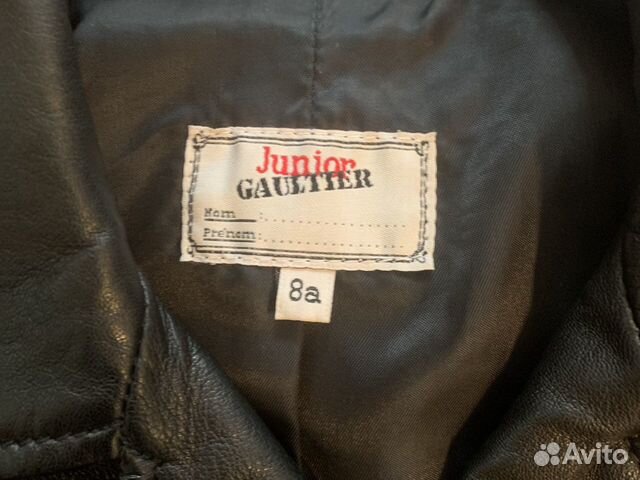 Junior
GAULTIER
Nom :
Prénom:
8a
Avito